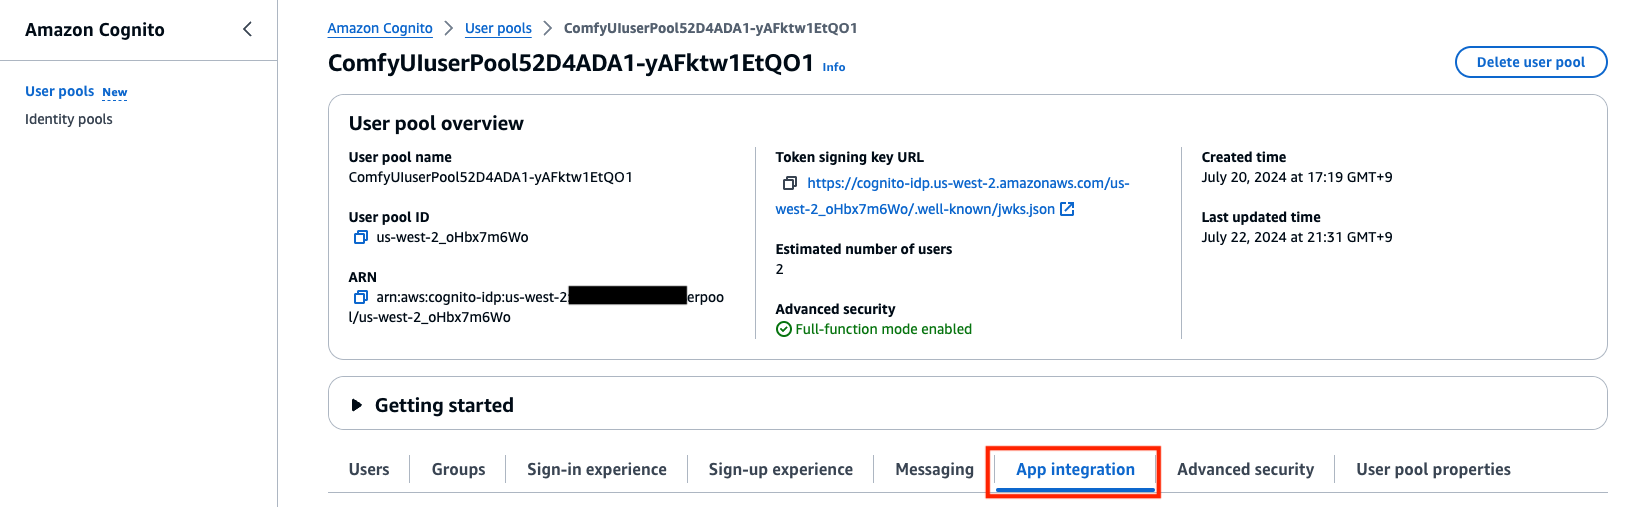 Amazon Cognito
User pools New
Identity pools
Amazon Cognito > User pools > ComfyUIuserPool52D4ADA1-yAFktw1EtQO1
ComfyUIuserPool52D4ADA1-yAFktw1EtQO1 Info
Delete user pool
User pool overview
User pool name
ComfyUIuserPool52D4ADA1-yAFktw1EtQO1
User pool ID
us-west-2_oHbx7m6Wo
ARN
arn:aws:cognito-idp:us-west-2: erpoo
l/us-west-2_oHbx7m6Wo
Token signing key URL
https://cognito-idp.us-west-2.amazonaws.com/us-
west-2_oHbx7m6Wo/.well-known/jwks.json
Estimated number of users
2
Advanced security
Full-function mode enabled
Created time
July 20, 2024 at 17:19 GMT+9
Last updated time
July 22, 2024 at 21:31 GMT+9
Getting started
Users Groups Sign-in experience Sign-up experience Messaging App integration Advanced security User pool properties